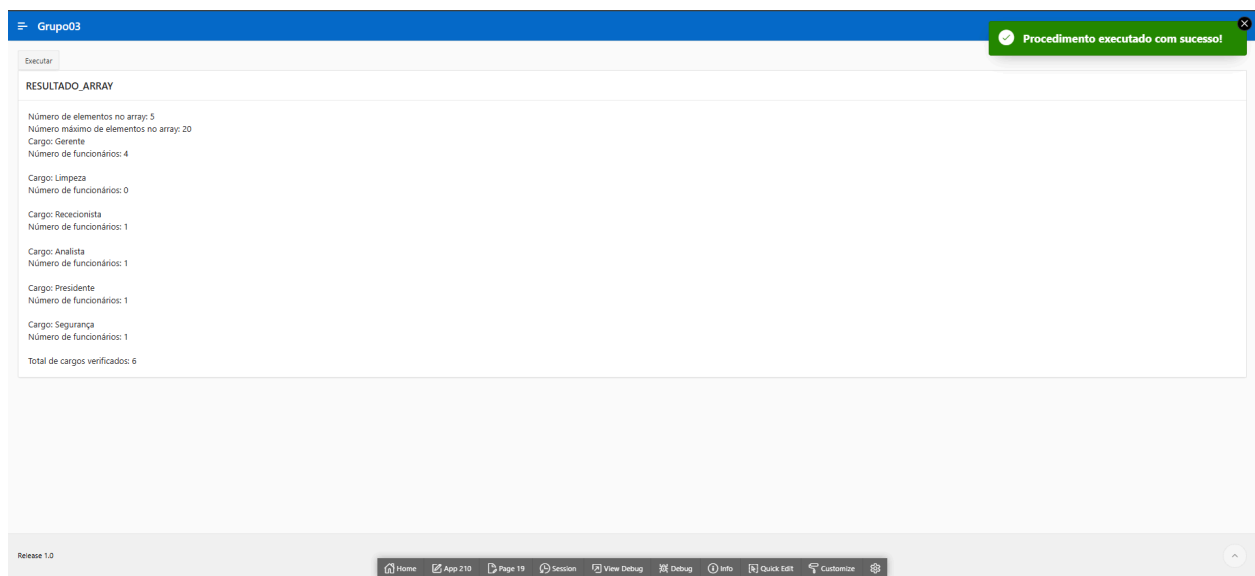 Grupo03
Procedimento executado com sucesso!
Executar
RESULTADO_ARRAY
Número de elementos no array: 5
Número máximo de elementos no array: 20
Cargo: Gerente
Número de funcionários: 4
Cargo: Limpeza
Número de funcionários: 0
Cargo: Rececionista
Número de funcionários: 1
Cargo: Analista
Número de funcionários: 1
Cargo: Presidente
Número de funcionários: 1
Cargo: Segurança
Número de funcionários: 1
Total de cargos verificados: 6
Release 1.0
Home App 210 Page 19 Session View Debug Debug Info Quick Edit Customize